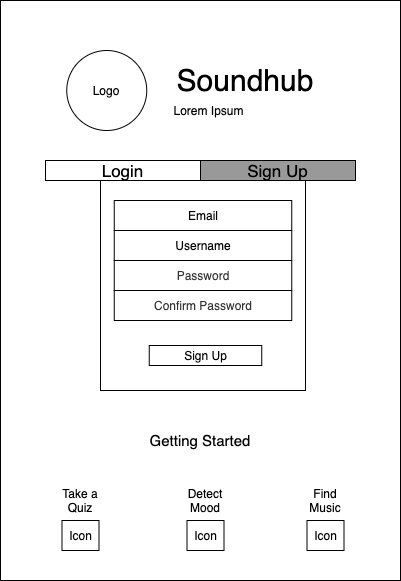 Logo
Soundhub
Lorem Ipsum
Login
Sign Up
Email
Username
Password
Confirm Password
Sign Up
Getting Started
Take a
Quiz
Icon
Detect
Mood
Icon
Find
Music
Icon